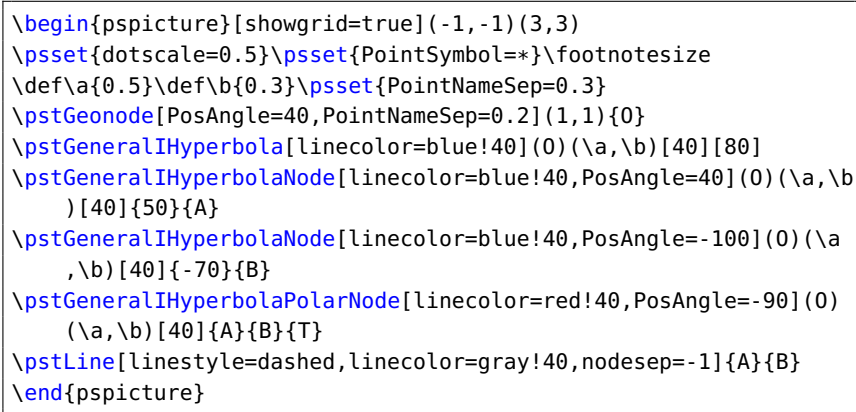 \begin{pspicture}[showgrid=true](-1,-1)(3,3)
\psset{dotscale=0.5}\psset{PointSymbol=*}\footnotesize
\def\a{0.5}\def\b{0.3}\psset{PointNameSep=0.3}
\pstGeonode[PosAngle=40,PointNameSep=0.2](1,1){O}
\pstGeneralIHyperbola[linecolor=blue!40](O)(\a,\b)[40][80]
\pstGeneralIHyperbolaNode[linecolor=blue!40,PosAngle=40](O)(\a,\b
)[40]{50}{A}
\pstGeneralIHyperbolaNode[linecolor=blue!40,PosAngle=-100](O)(\a
,\b)[40]{-70}{B}
\pstGeneralIHyperbolaPolarNode[linecolor=red!40,PosAngle=-90](O)
(\a,\b)[40]{A}{B}{T}
\pstLine[linestyle=dashed,linecolor=gray!40,nodesep=-1]{A}{B}
\end{pspicture}